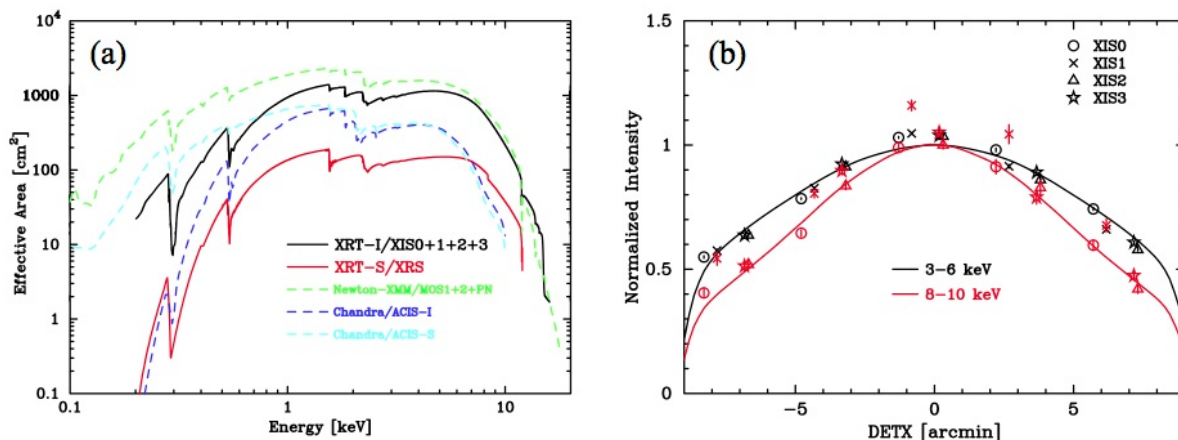 (a)
10⁴
1000
100
10
1
0.1
Effective Area [cm²]
XRT-I/XIS0+1+2+3
XRT-S/XRS
Newton-XMM/MOS1+2+PN
Chandra/ACIS-I
Chandra/ACIS-S
0.1
1
10
Energy [keV]
(b)
1.5
1
0.5
0
Normalized Intensity
XIS0
XIS1
XIS2
XIS3
3-6 keV
8-10 keV
−5
0
5
DETX [arcmin]